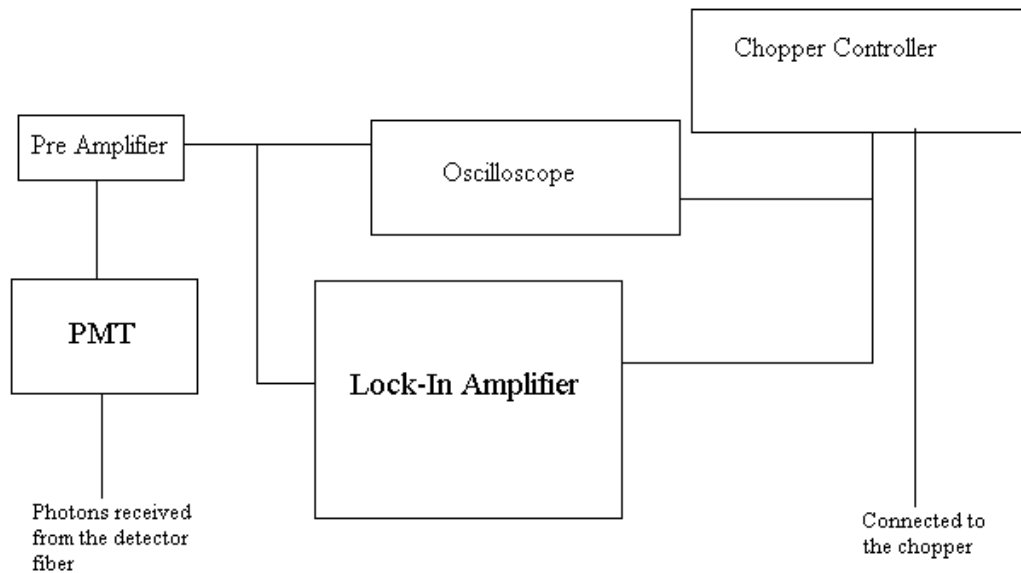 Chopper Controller
Pre Amplifier
Oscilloscope
PMT
Lock-In Amplifier
Photons received
from the detector
fiber
Connected to
the chopper